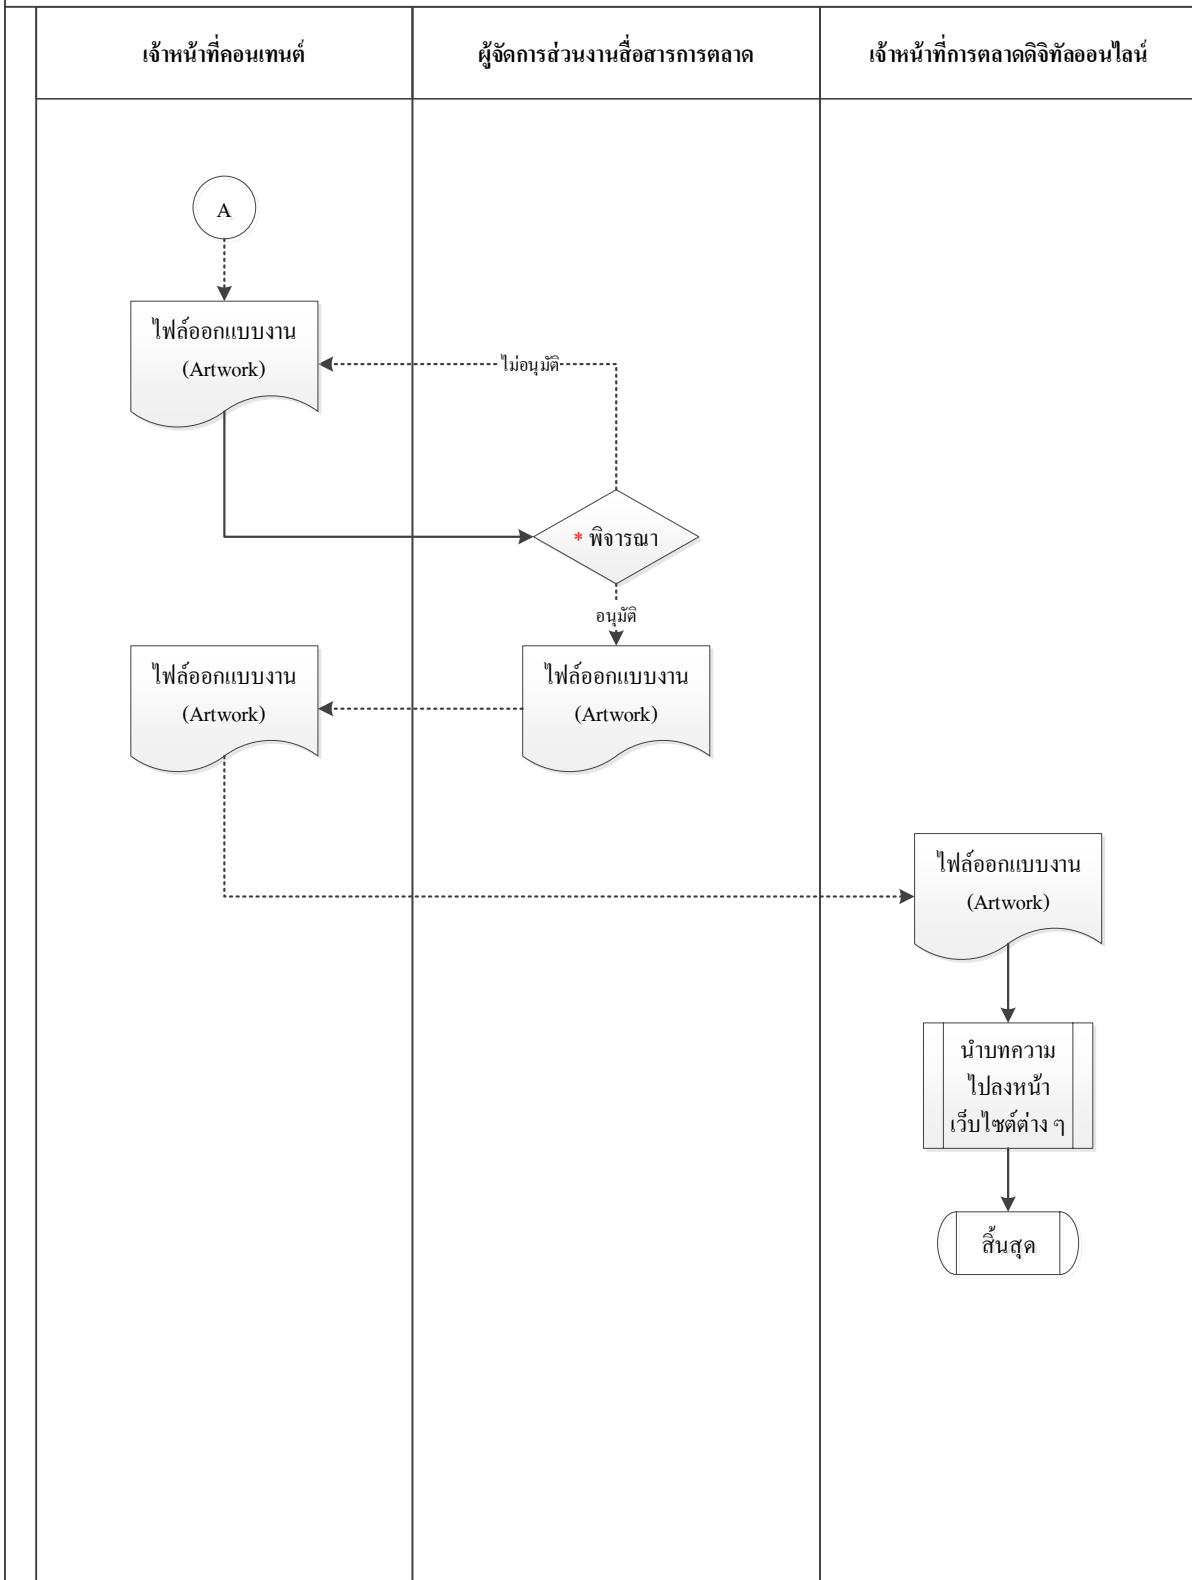 เจ้าหน้าที่คอนเทนต์
ผู้จัดการส่วนงานสื่อสารการตลาด
เจ้าหน้าที่การตลาดดิจิทัลออนไลน์
A
ไฟล์ออกแบบงาน
(Artwork)
ไม่อนุมัติ
* พิจารณา
อนุมัติ
ไฟล์ออกแบบงาน
(Artwork)
ไฟล์ออกแบบงาน
(Artwork)
ไฟล์ออกแบบงาน
(Artwork)
นำบทความ
ไปลงหน้า
เว็บไซต์ต่าง ๆ
สิ้นสุด